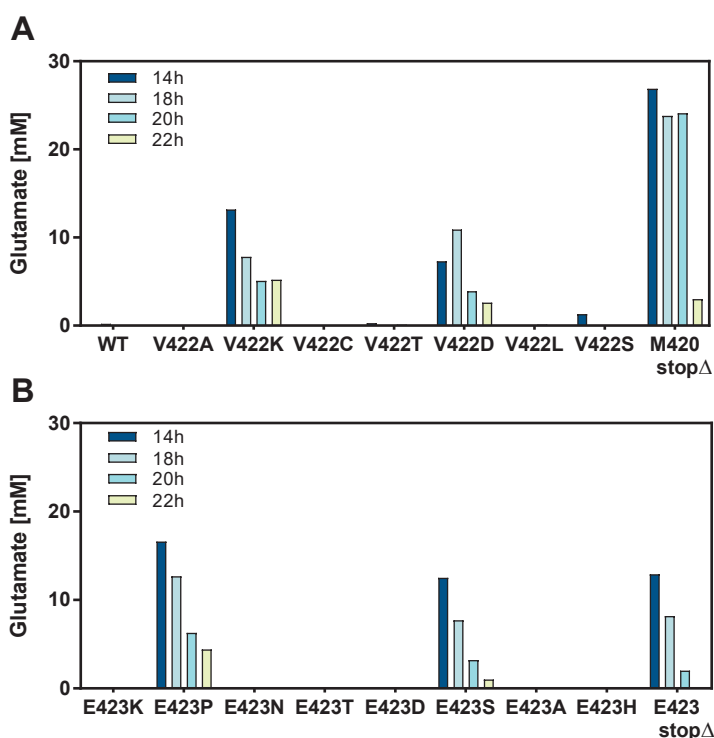 A
Glutamate [mM]
30
20
10
0
14h
18h
20h
22h
WT V422A V422K V422C V422T V422D V422L V422S M420
stopΔ
B
Glutamate [mM]
30
20
10
0
14h
18h
20h
22h
E423K E423P E423N E423T E423D E423S E423A E423H E423
stopΔ